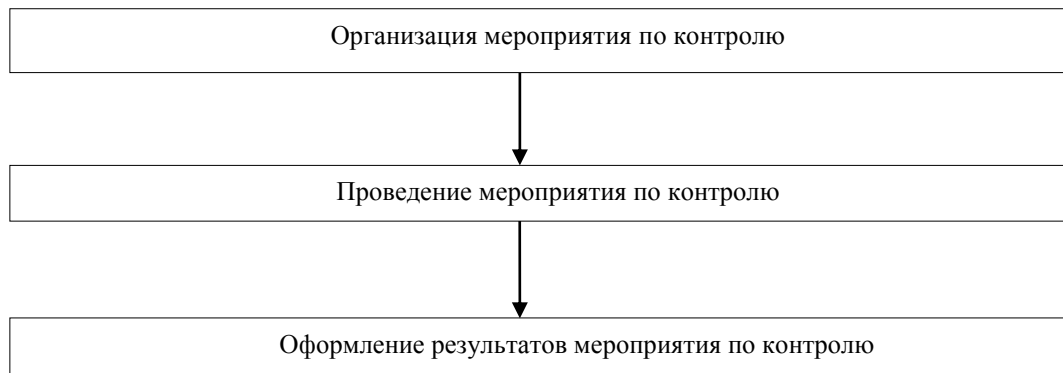 Организация мероприятия по контролю
Проведение мероприятия по контролю
Оформление результатов мероприятия по контролю